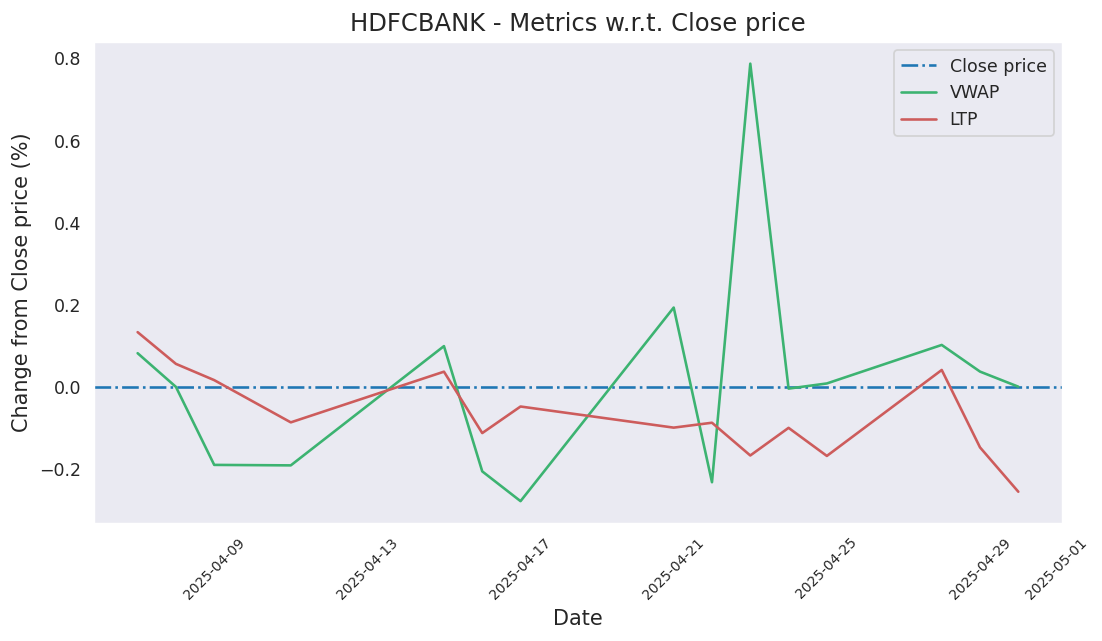 HDFCBANK - Metrics w.r.t. Close price
Change from Close price (%)
0.8
0.6
0.4
0.2
0.0
−0.2
Close price
VWAP
LTP
2025-04-09
2025-04-13
2025-04-17
2025-04-21
2025-04-25
2025-04-29
2025-05-01
Date